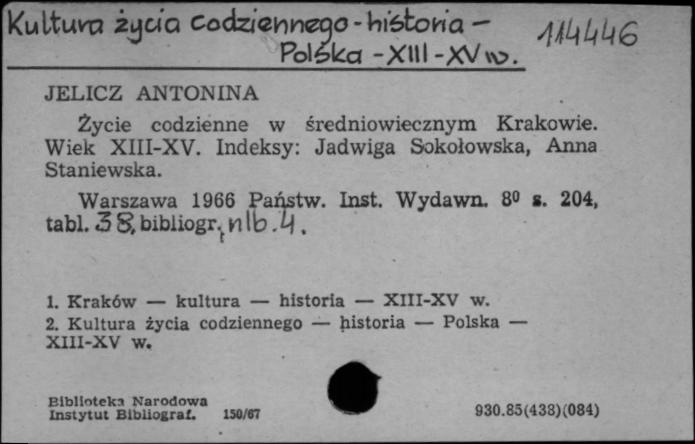 Kultura życia codziennego - historia -
Polska - XIII - XV w.
114446
JELICZ ANTONINA
Życie codzienne w średniowiecznym Krakowie.
Wiek XIII-XV. Indeksy: Jadwiga Sokołowska, Anna
Staniewska.
Warszawa 1966 Państw. Inst. Wydawn. 8⁰ s. 204,
tabl. 38, bibliogr., nlb. 4.
1. Kraków — kultura — historia — XIII-XV w.
2. Kultura życia codziennego — historia — Polska —
XIII-XV w.
Biblioteka Narodowa
Instytut Bibliograf. 150/67
930.85(438)(084)